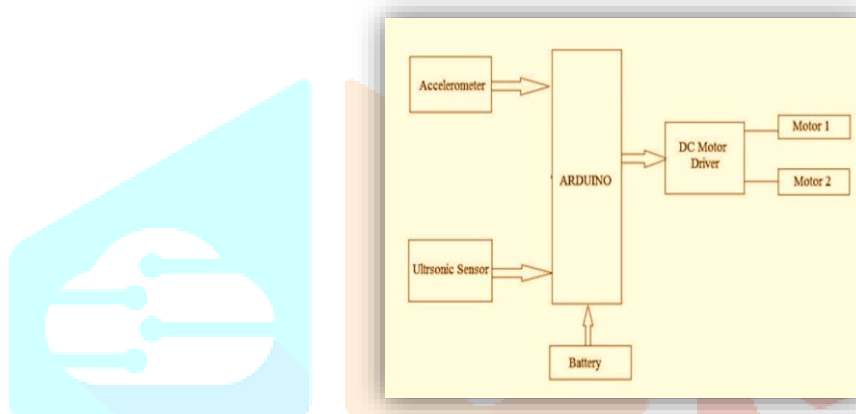 Accelerometer
Motor 1
DC Motor
Driver
ARDUINO
Motor 2
Ultrsonic Sensor
Battery